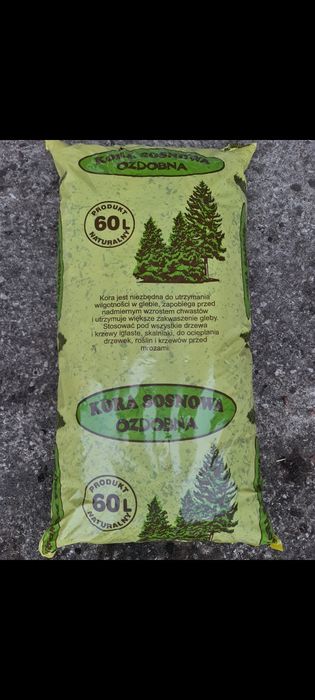 KORA SOSNOWA
OZDOBNA
PRODUKT
60L
NATURALNY
Kora jest niezbędna do utrzymania
wilgotności w glebie, zapobiega przed
nadmiernym wzrostem chwastów
i utrzymuje większe zakwaszenie gleby.
Stosować pod wszystkie drzewa
i krzewy iglaste, skalniaki, do ocieplania
drzewek, roślin i krzewów przed
mrozami.
KORA SOSNOWA
OZDOBNA
PRODUKT
60L
NATURALNY